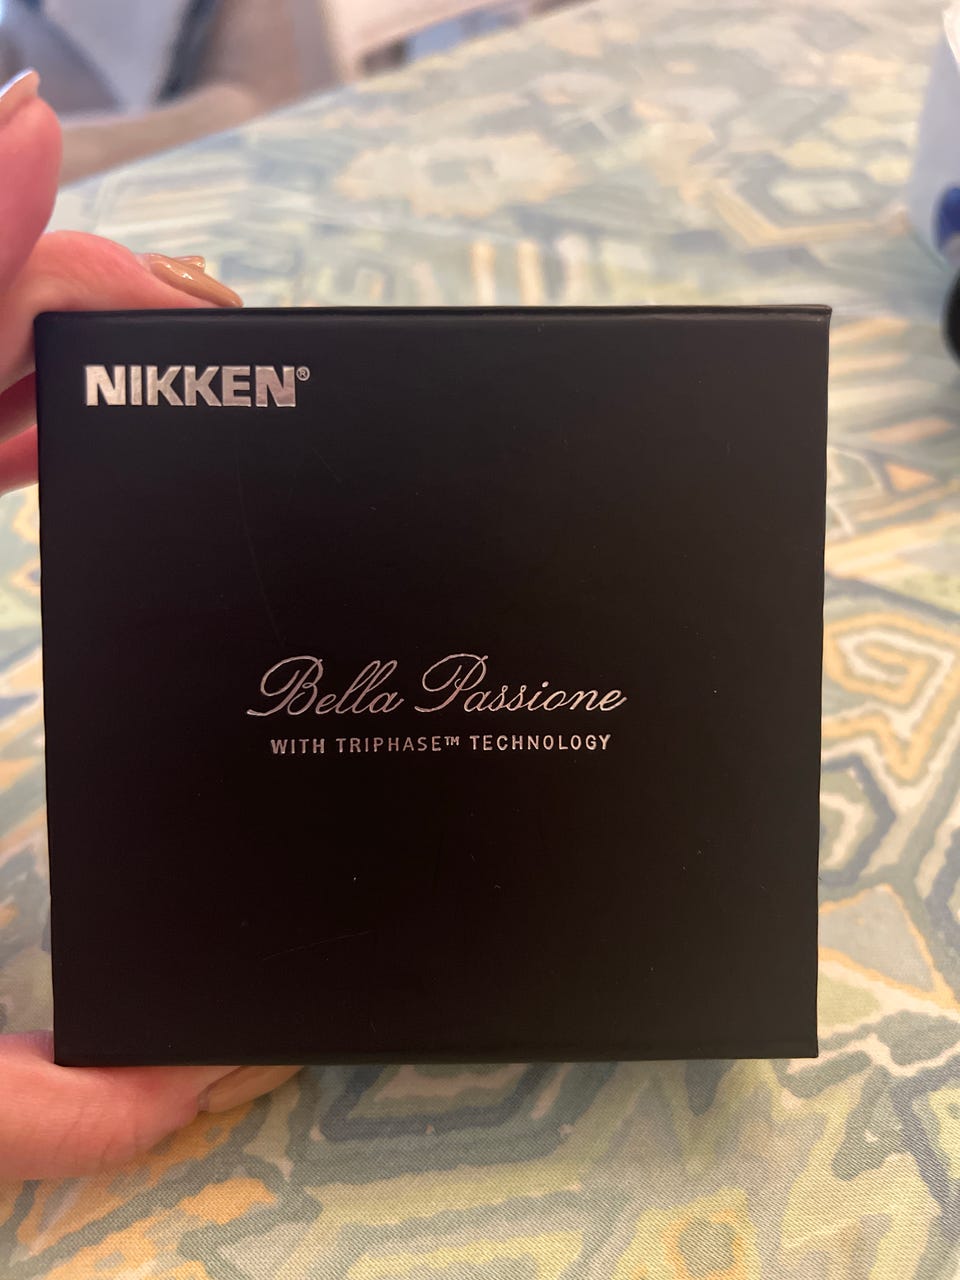 NIKKEN®
Bella Passione
WITH TRIPHASE™ TECHNOLOGY